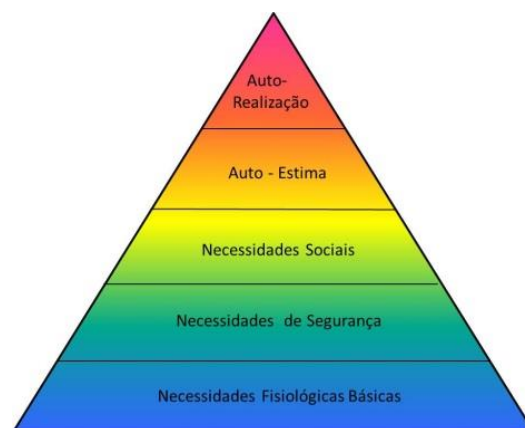 Auto-
Realização
Auto - Estima
Necessidades Sociais
Necessidades de Segurança
Necessidades Fisiológicas Básicas